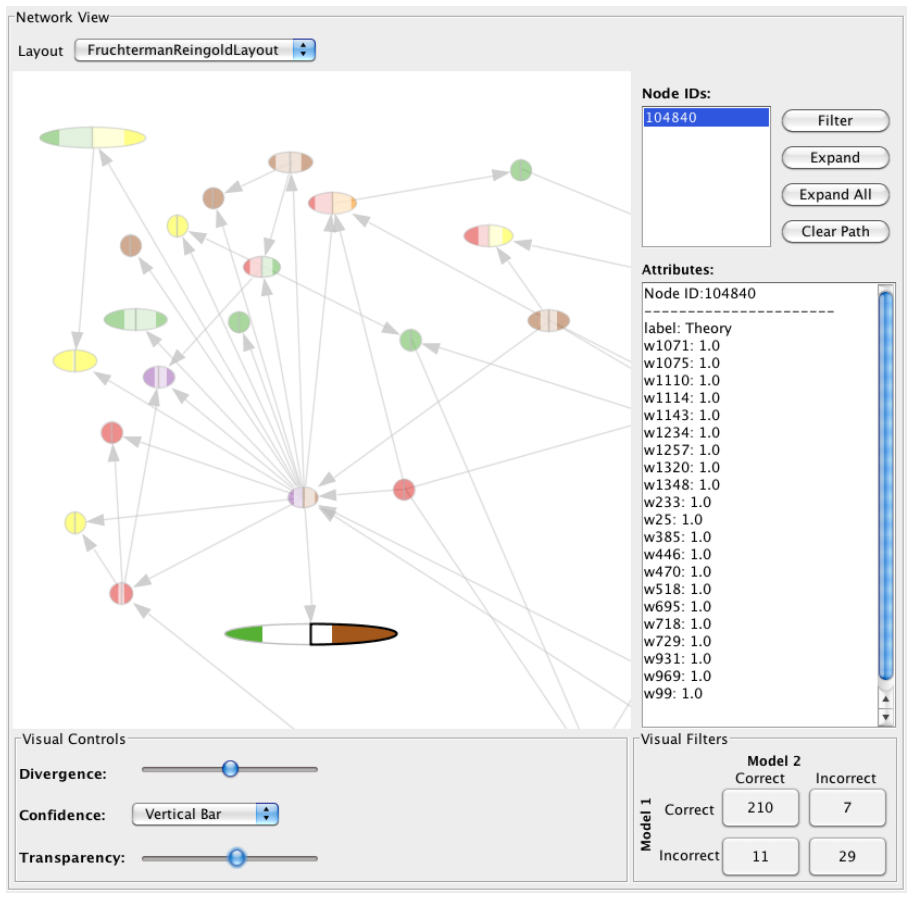 Network View
Layout FruchtermanReingoldLayout
Node IDs:
104840
Filter
Expand
Expand All
Clear Path
Attributes:
Node ID:104840
-----------------------
label: Theory
w1071: 1.0
w1075: 1.0
w1110: 1.0
w1114: 1.0
w1143: 1.0
w1234: 1.0
w1257: 1.0
w1320: 1.0
w1348: 1.0
w233: 1.0
w25: 1.0
w385: 1.0
w446: 1.0
w470: 1.0
w518: 1.0
w695: 1.0
w718: 1.0
w729: 1.0
w931: 1.0
w969: 1.0
w99: 1.0
Visual Controls
Divergence:
Confidence: Vertical Bar
Transparency:
Visual Filters
Model 2
Correct Incorrect
Model 1
Correct 210 7
Incorrect 11 29